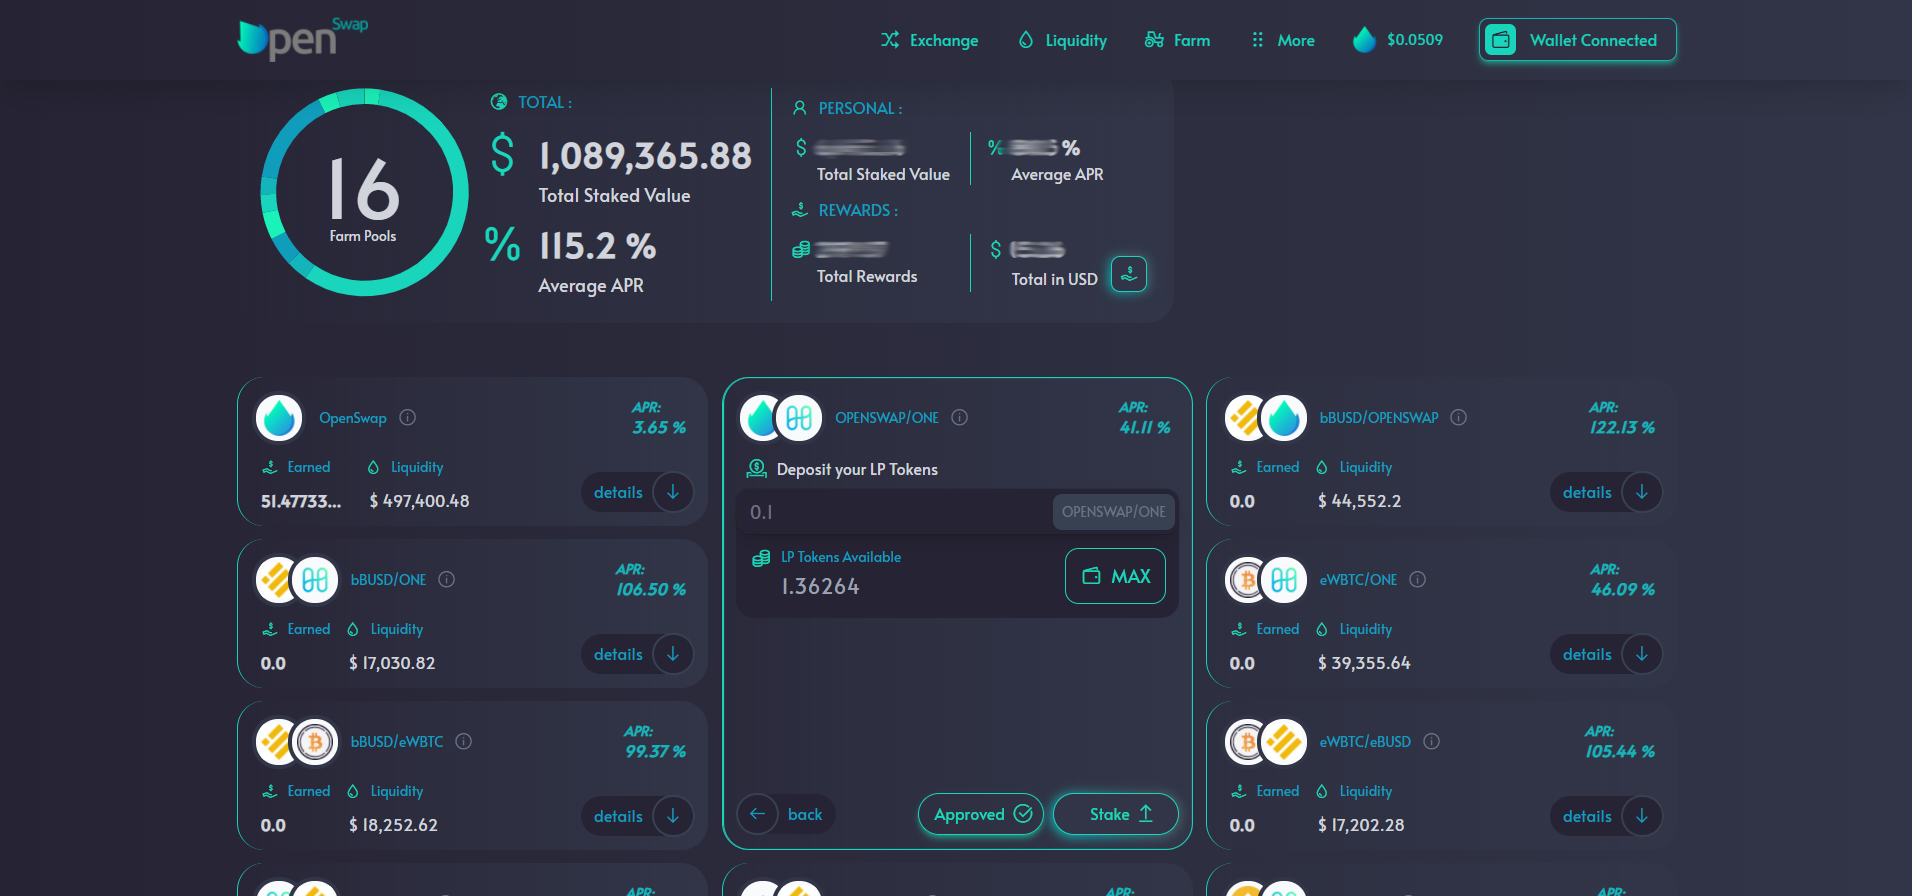 OpenSwap
Exchange
Liquidity
Farm
More
$0.0509
Wallet Connected
16
Farm Pools
TOTAL :
$ 1,089,365.88
Total Staked Value
% 115.2 %
Average APR
PERSONAL :
$
Total Staked Value
% %
Average APR
REWARDS :
Total Rewards
$
Total in USD
OpenSwap
APR:
3.65 %
Earned
Liquidity
51.47733...
$ 497,400.48
details
OPENSWAP/ONE
APR:
41.11 %
Deposit your LP Tokens
0.1
OPENSWAP/ONE
LP Tokens Available
1.36264
MAX
back
Approved
Stake
bBUSD/OPENSWAP
APR:
122.13 %
Earned
Liquidity
0.0
$ 44,552.2
details
bBUSD/ONE
APR:
106.50 %
Earned
Liquidity
0.0
$ 17,030.82
details
eWBTC/ONE
APR:
46.09 %
Earned
Liquidity
0.0
$ 39,355.64
details
bBUSD/eWBTC
APR:
99.37 %
Earned
Liquidity
0.0
$ 18,252.62
details
eWBTC/eBUSD
APR:
105.44 %
Earned
Liquidity
0.0
$ 17,202.28
details
APR:
APR:
APR: